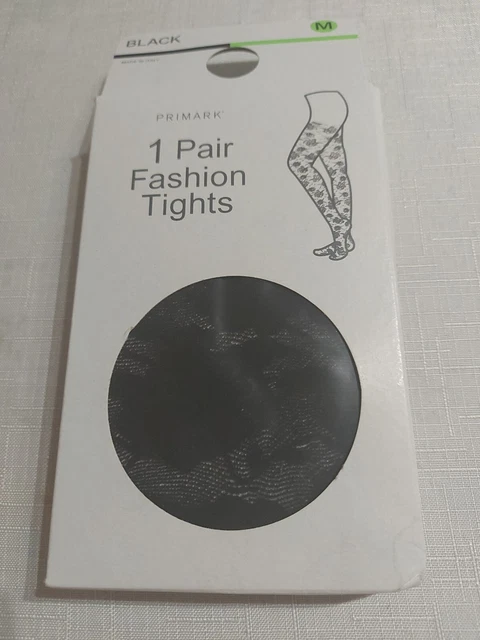 BLACK
M
PRIMARK
1 Pair
Fashion
Tights